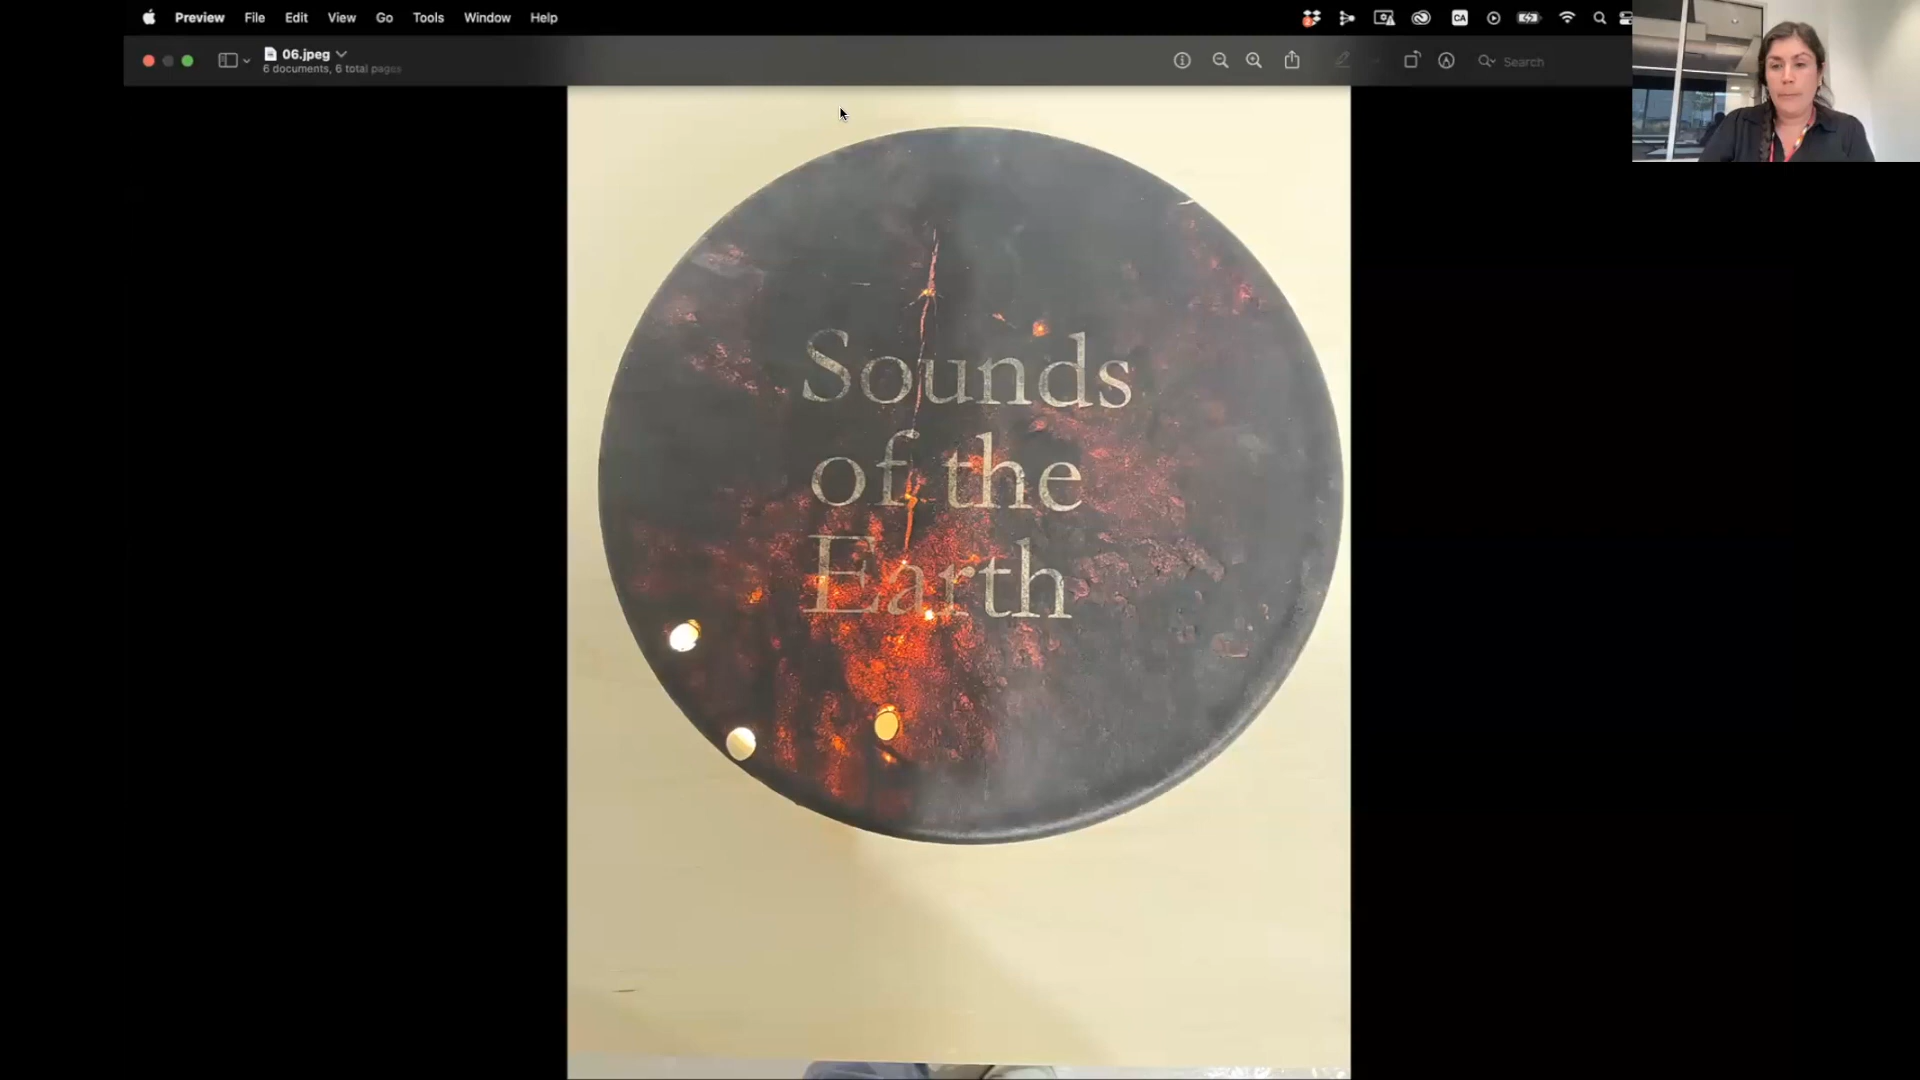 Preview File Edit View Go Tools Window Help
CA
06.jpeg
6 documents, 6 total pages
Search
Sounds
of the
Earth